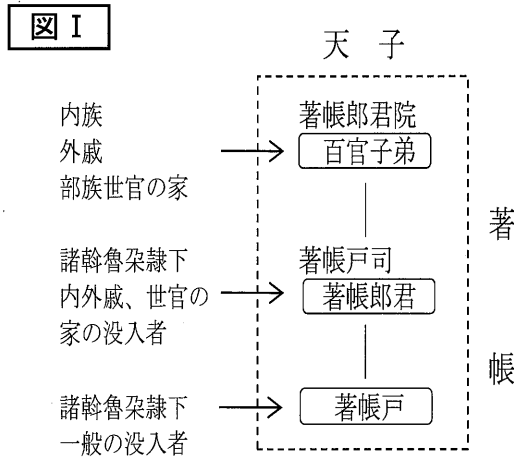 図Ⅰ
天子
内族
外戚
部族世官の家
著帳郎君院
百官子弟
諸斡魯朶隷下
内外戚、世官の
家の没入者
著帳戸司
著帳郎君
諸斡魯朶隷下
一般の没入者
著帳戸
著帳